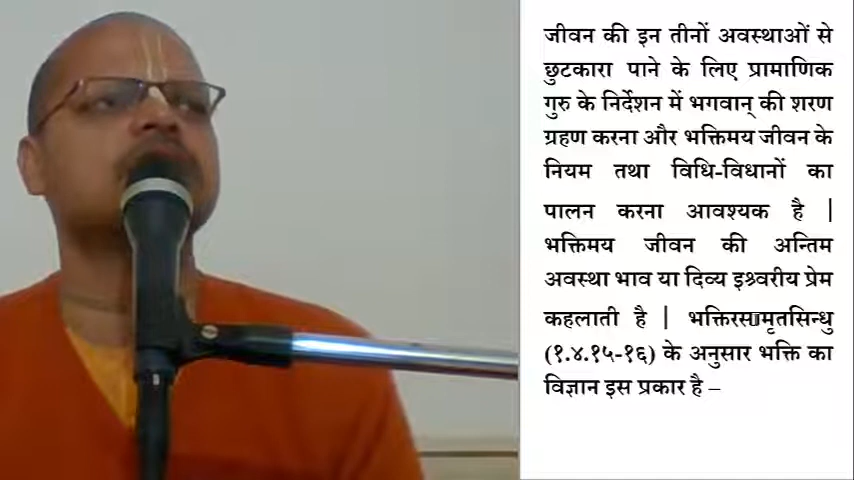 जीवन की इन तीनों अवस्थाओं से
छुटकारा पाने के लिए प्रामाणिक
गुरु के निर्देशन में भगवान् की शरण
ग्रहण करना और भक्तिमय जीवन के
नियम तथा विधि-विधानों का
पालन करना आवश्यक है |
भक्तिमय जीवन की अन्तिम
अवस्था भाव या दिव्य इश्र्वरीय प्रेम
कहलाती है | भक्तिरसामृतसिन्धु
(१.४.१५-१६) के अनुसार भक्ति का
विज्ञान इस प्रकार है –